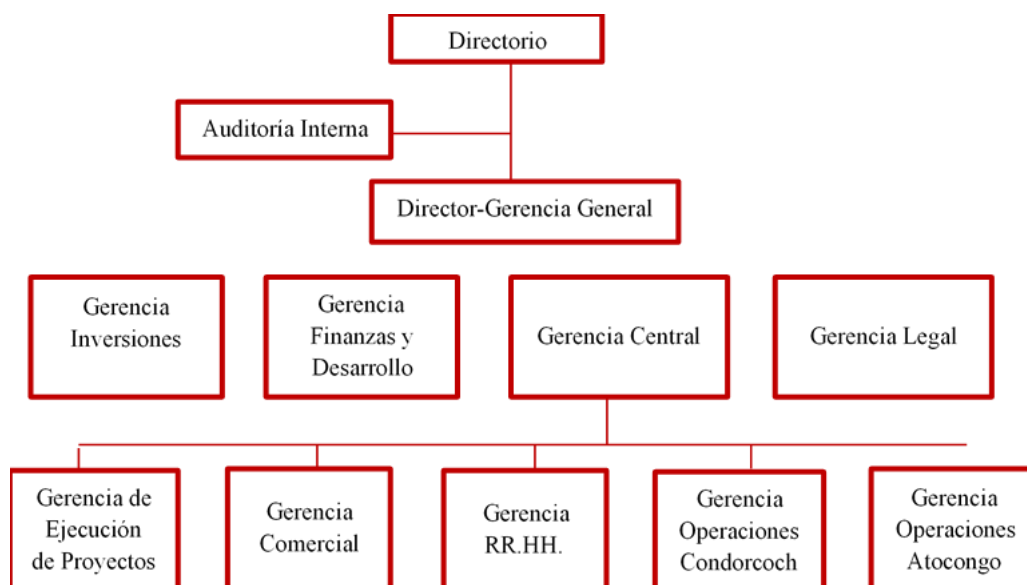 Directorio
Auditoría Interna
Director-Gerencia General
Gerencia
Inversiones
Gerencia
Finanzas y
Desarrollo
Gerencia Central
Gerencia Legal
Gerencia de
Ejecución
de Proyectos
Gerencia
Comercial
Gerencia
RR.HH.
Gerencia
Operaciones
Condorcoch
Gerencia
Operaciones
Atocongo